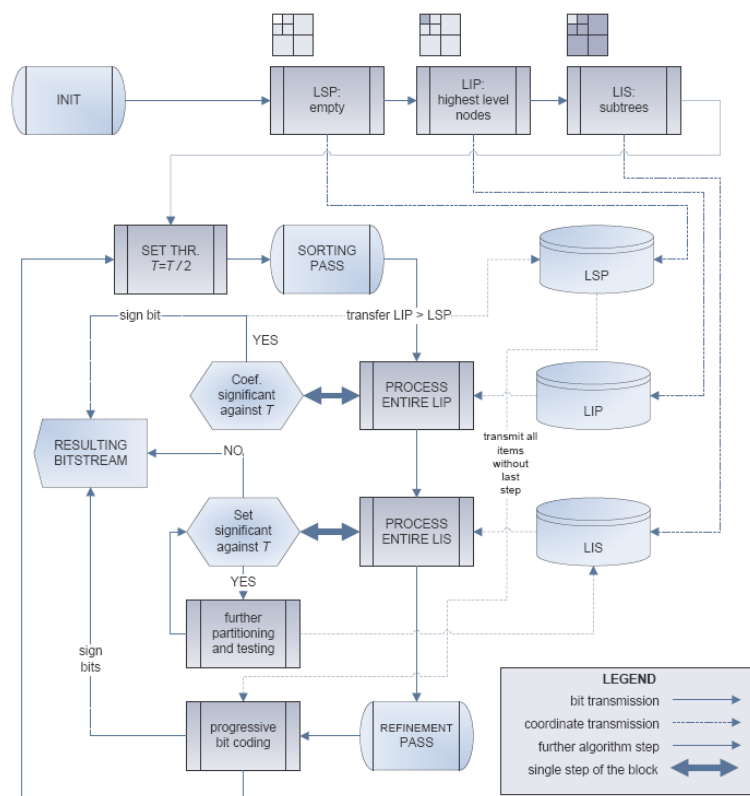 INIT
LSP:
empty
LIP:
highest level
nodes
LIS:
subtrees
SET THR.
T=T / 2
SORTING
PASS
LSP
sign bit
transfer LIP > LSP
YES
Coef.
significant
against T
PROCESS
ENTIRE LIP
LIP
RESULTING
BITSTREAM
NO
transmit all
items
without
last
step
Set
significant
against T
PROCESS
ENTIRE LIS
LIS
YES
further
partitioning
and testing
sign
bits
progressive
bit coding
REFINEMENT
PASS
LEGEND
bit transmission
coordinate transmission
further algorithm step
single step of the block